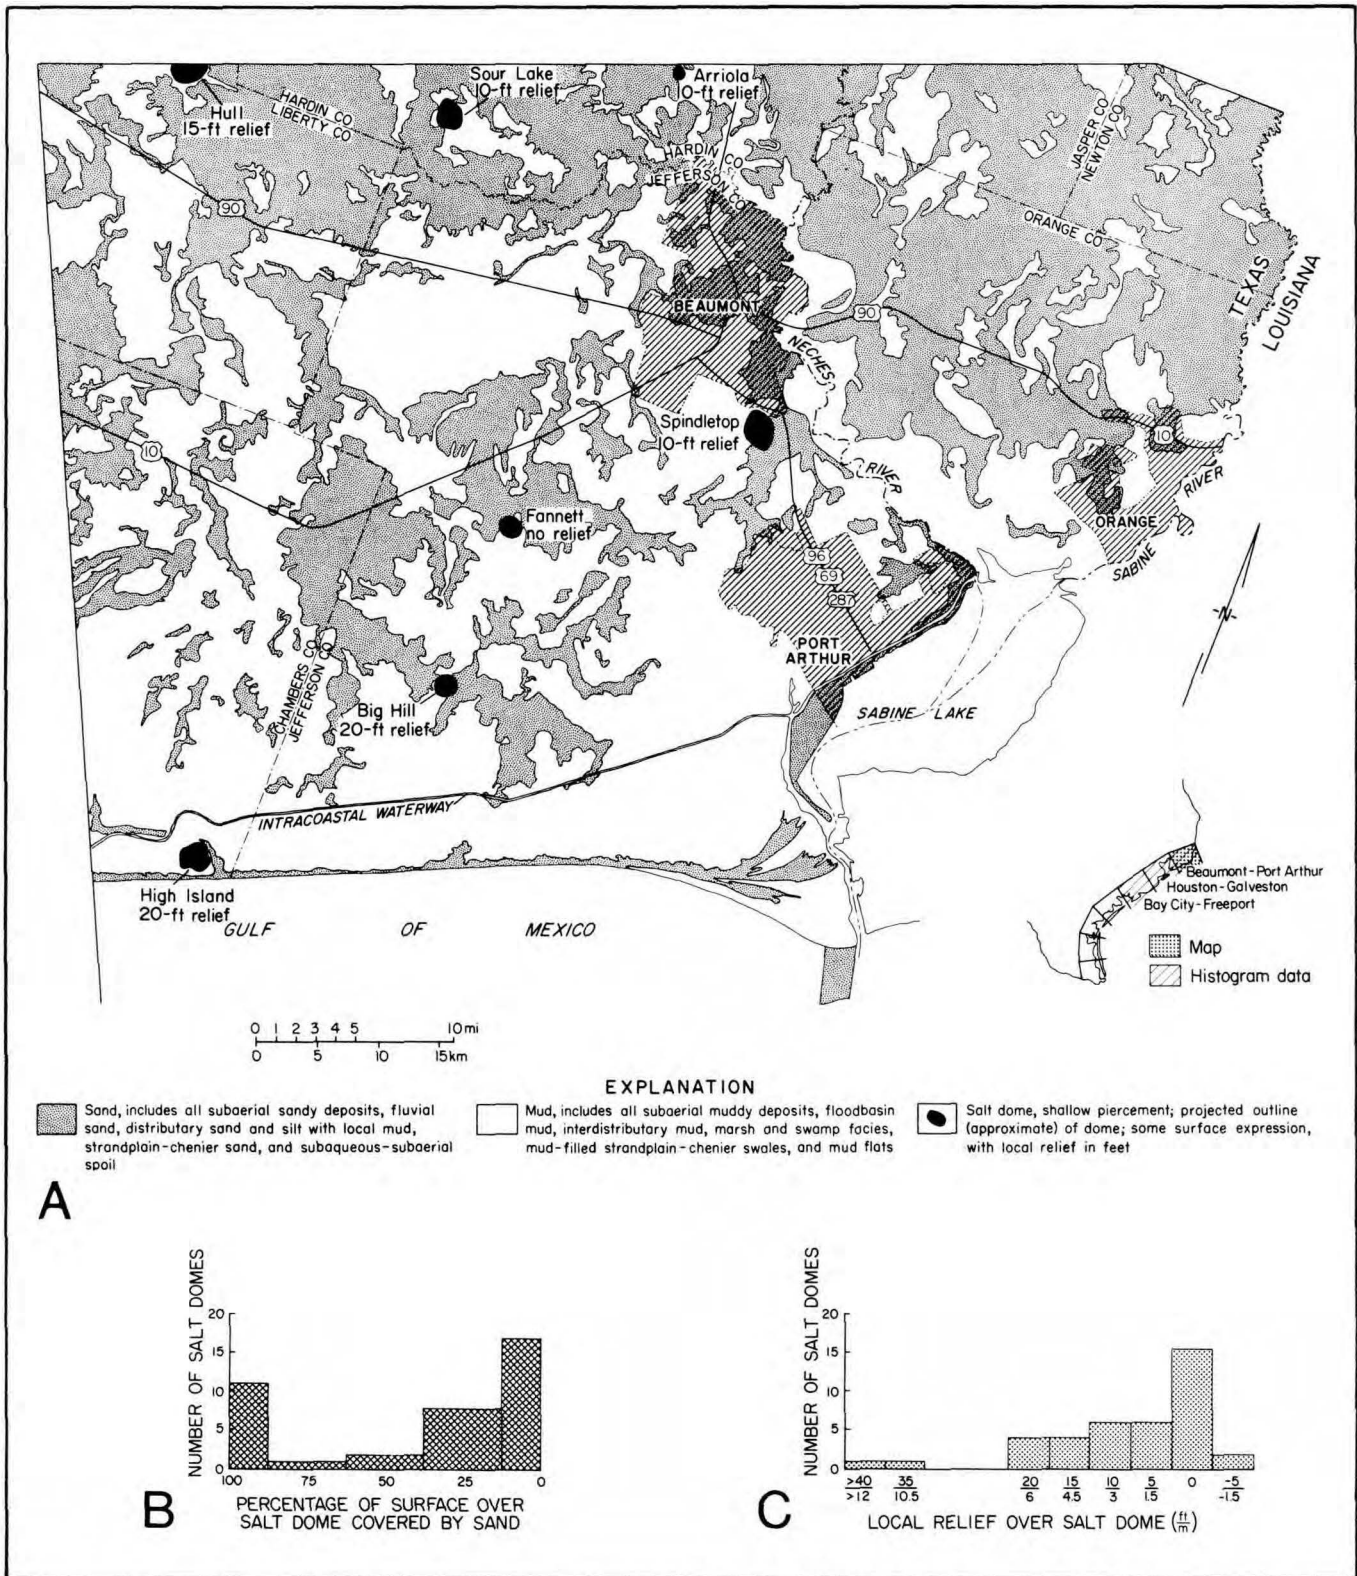 Hull
15-ft relief
HARDIN CO
LIBERTY CO
Sour Lake
10-ft relief
Arriola
10-ft relief
HARDIN CO
JEFFERSON CO
JASPER CO
NEWTON CO
ORANGE CO
TEXAS
LOUISIANA
90
BEAUMONT
90
NECHES
RIVER
Spindletop
10-ft relief
10
10
ORANGE
SABINE
RIVER
Fannett
no relief
96
69
287
PORT
ARTHUR
CHAMBERS CO
JEFFERSON CO
Big Hill
20-ft relief
SABINE LAKE
-N-
INTRACOASTAL WATERWAY
High Island
20-ft relief
GULF OF MEXICO
Beaumont-Port Arthur
Houston-Galveston
Bay City-Freeport
Map
Histogram data
0 1 2 3 4 5 10 mi
0 5 10 15 km
EXPLANATION
Sand, includes all subaerial sandy deposits, fluvial
sand, distributary sand and silt with local mud,
strandplain-chenier sand, and subaqueous-subaerial
spoil
Mud, includes all subaerial muddy deposits, floodbasin
mud, interdistributary mud, marsh and swamp facies,
mud-filled strandplain-chenier swales, and mud flats
Salt dome, shallow piercement; projected outline
(approximate) of dome; some surface expression,
with local relief in feet
A
NUMBER OF SALT DOMES
20
15
10
5
0
100 75 50 25 0
PERCENTAGE OF SURFACE OVER
SALT DOME COVERED BY SAND
B
NUMBER OF SALT DOMES
20
15
10
5
0
>40 35 20 15 10 5 0 -5
>12 10.5 6 4.5 3 1.5 -1.5
LOCAL RELIEF OVER SALT DOME (ft/m)
C